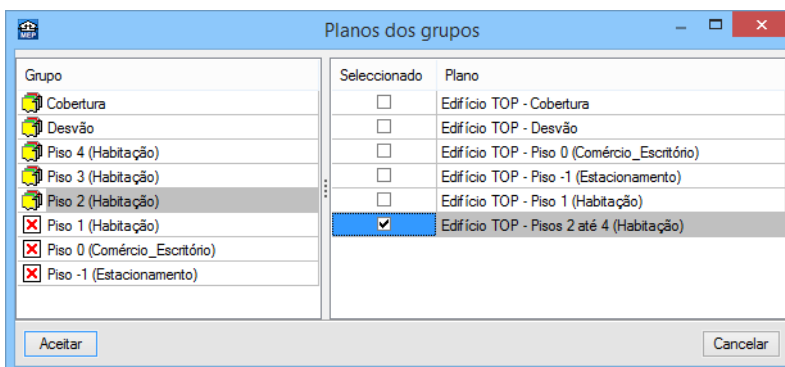 MEP
Planos dos grupos
Grupo
Cobertura
Desvão
Piso 4 (Habitação)
Piso 3 (Habitação)
Piso 2 (Habitação)
Piso 1 (Habitação)
Piso 0 (Comércio_Escritório)
Piso -1 (Estacionamento)
Seleccionado Plano
Edifício TOP - Cobertura
Edifício TOP - Desvão
Edifício TOP - Piso 0 (Comércio_Escritório)
Edifício TOP - Piso -1 (Estacionamento)
Edifício TOP - Piso 1 (Habitação)
Edifício TOP - Pisos 2 até 4 (Habitação)
Aceitar
Cancelar